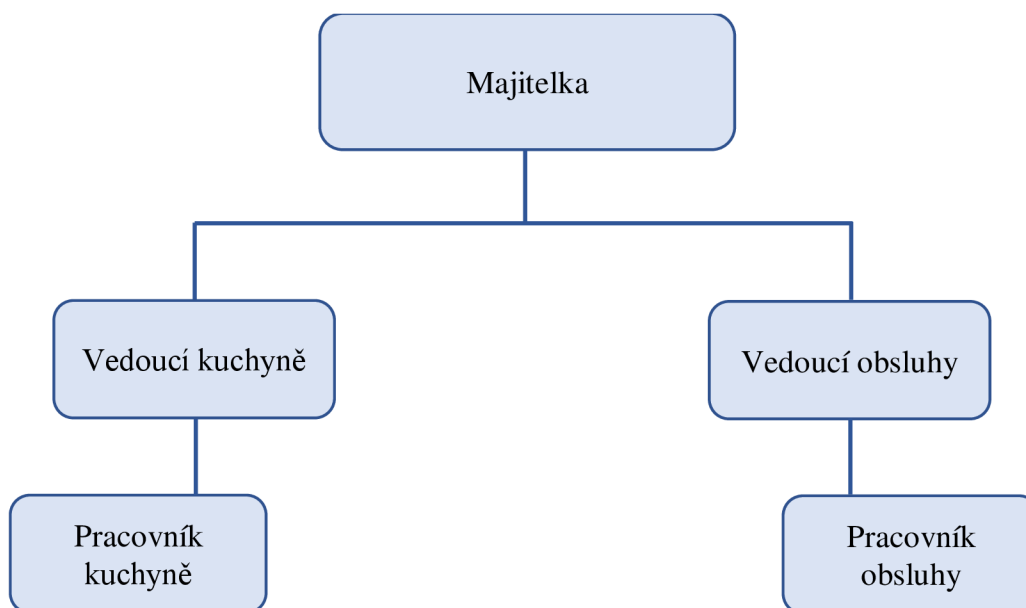 Majitelka
Vedoucí kuchyně
Vedoucí obsluhy
Pracovník
kuchyně
Pracovník
obsluhy